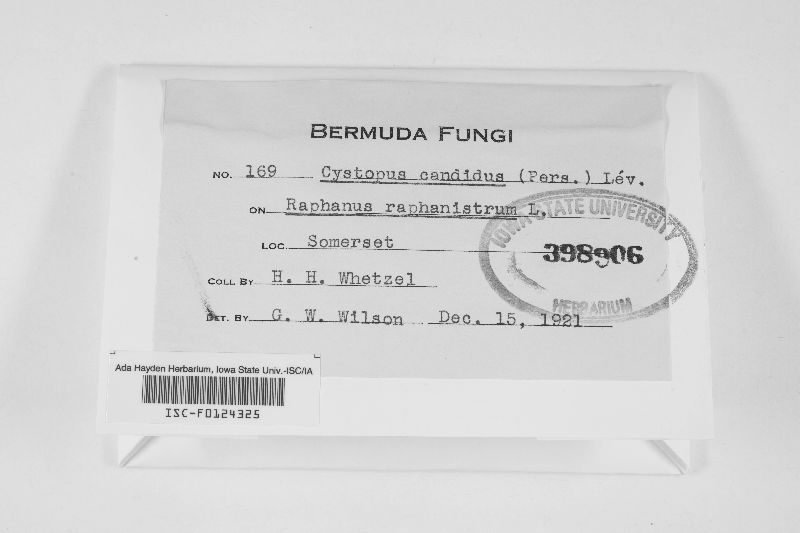 BERMUDA FUNGI
NO. 169 Cystopus candidus (Pers.) Lév.
ON Raphanus raphanistrum L.
LOC. Somerset
COLL BY H. H. Whetzel
DET. BY G. W. Wilson Dec. 15, 1921
IOWA STATE UNIVERSITY
398906
HERBARIUM
Ada Hayden Herbarium, Iowa State Univ.-ISC/IA
ISC-F0124325